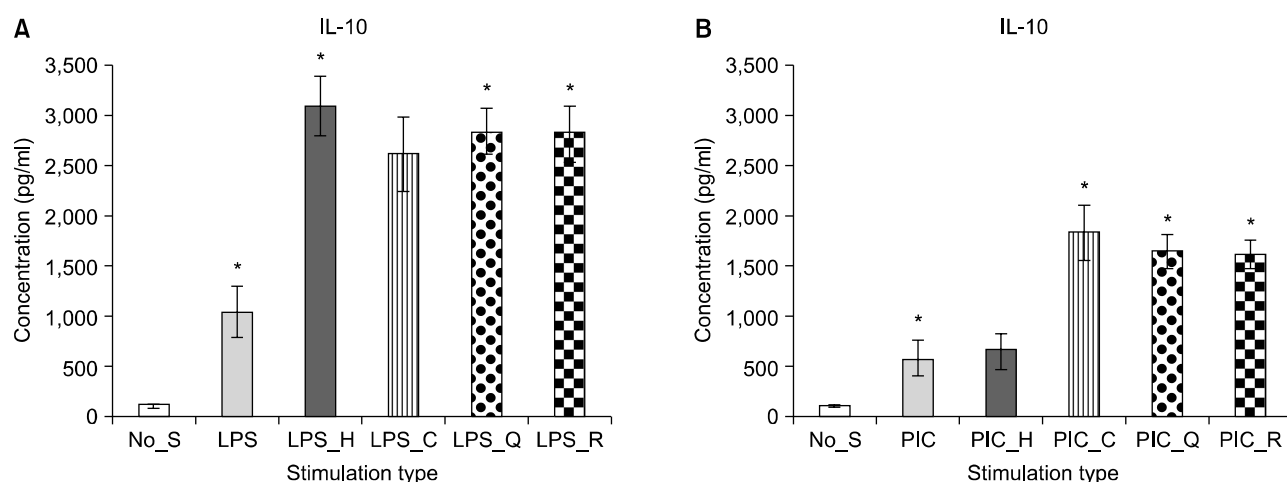 A
IL-10
Concentration (pg/ml)
3,500
3,000
2,500
2,000
1,500
1,000
500
0
*
*
*
*
No_S LPS LPS_H LPS_C LPS_Q LPS_R
Stimulation type
B
IL-10
Concentration (pg/ml)
3,500
3,000
2,500
2,000
1,500
1,000
500
0
*
*
*
*
No_S PIC PIC_H PIC_C PIC_Q PIC_R
Stimulation type